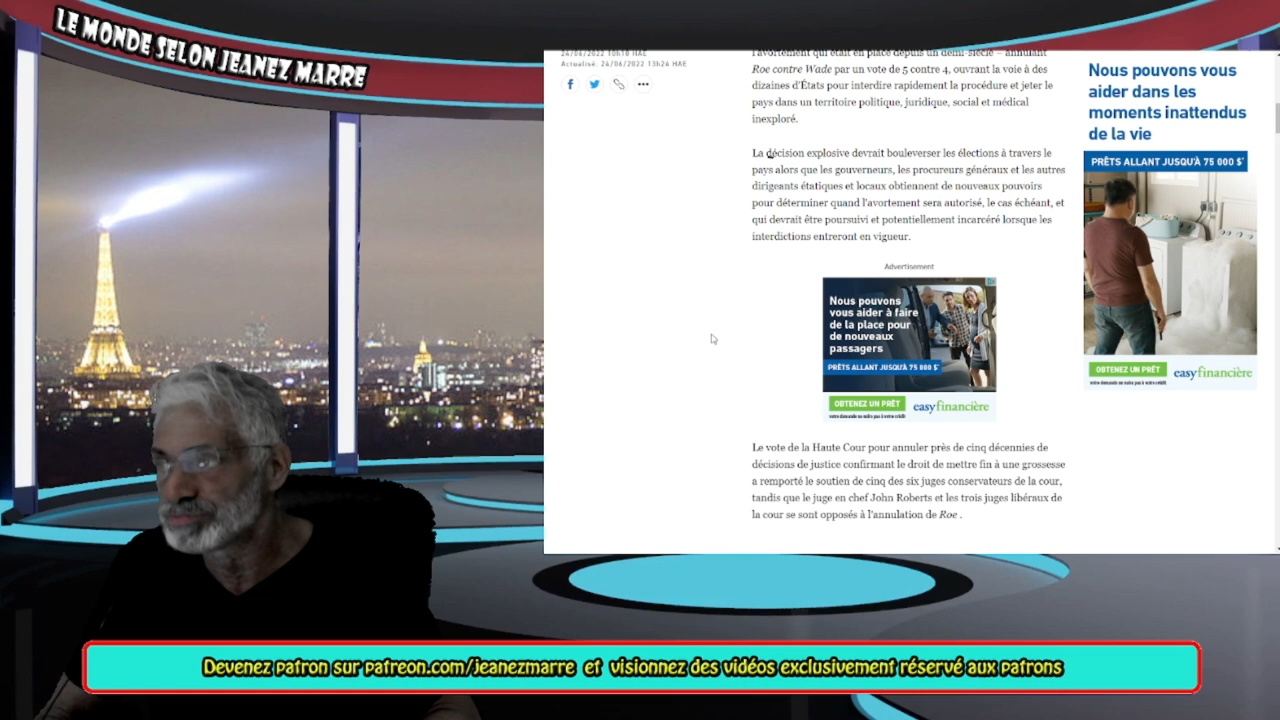 LE MONDE SELON JEANEZ MARRE
24/06/2022 10h18 HAE
Actualisé: 24/06/2022 13h26 HAE
l'avortement qui était en place depuis un demi-siècle – annulant
Roe contre Wade par un vote de 5 contre 4, ouvrant la voie à des
dizaines d'États pour interdire rapidement la procédure et jeter le
pays dans un territoire politique, juridique, social et médical
inexploré.
La décision explosive devrait bouleverser les élections à travers le
pays alors que les gouverneurs, les procureurs généraux et les autres
dirigeants étatiques et locaux obtiennent de nouveaux pouvoirs
pour déterminer quand l'avortement sera autorisé, le cas échéant, et
qui devrait être poursuivi et potentiellement incarcéré lorsque les
interdictions entreront en vigueur.
Advertisement
Nous pouvons
vous aider à faire
de la place pour
de nouveaux
passagers
PRÊTS ALLANT JUSQU'À 75 000 $*
OBTENEZ UN PRÊT
easyfinancière
Le vote de la Haute Cour pour annuler près de cinq décennies de
décisions de justice confirmant le droit de mettre fin à une grossesse
a remporté le soutien de cinq des six juges conservateurs de la cour,
tandis que le juge en chef John Roberts et les trois juges libéraux de
la cour se sont opposés à l'annulation de Roe .
Nous pouvons vous
aider dans les
moments inattendus
de la vie
PRÊTS ALLANT JUSQU'À 75 000 $*
OBTENEZ UN PRÊT
easyfinancière
Devenez patron sur patreon.com/jeanezmarre et visionnez des vidéos exclusivement réservé aux patrons